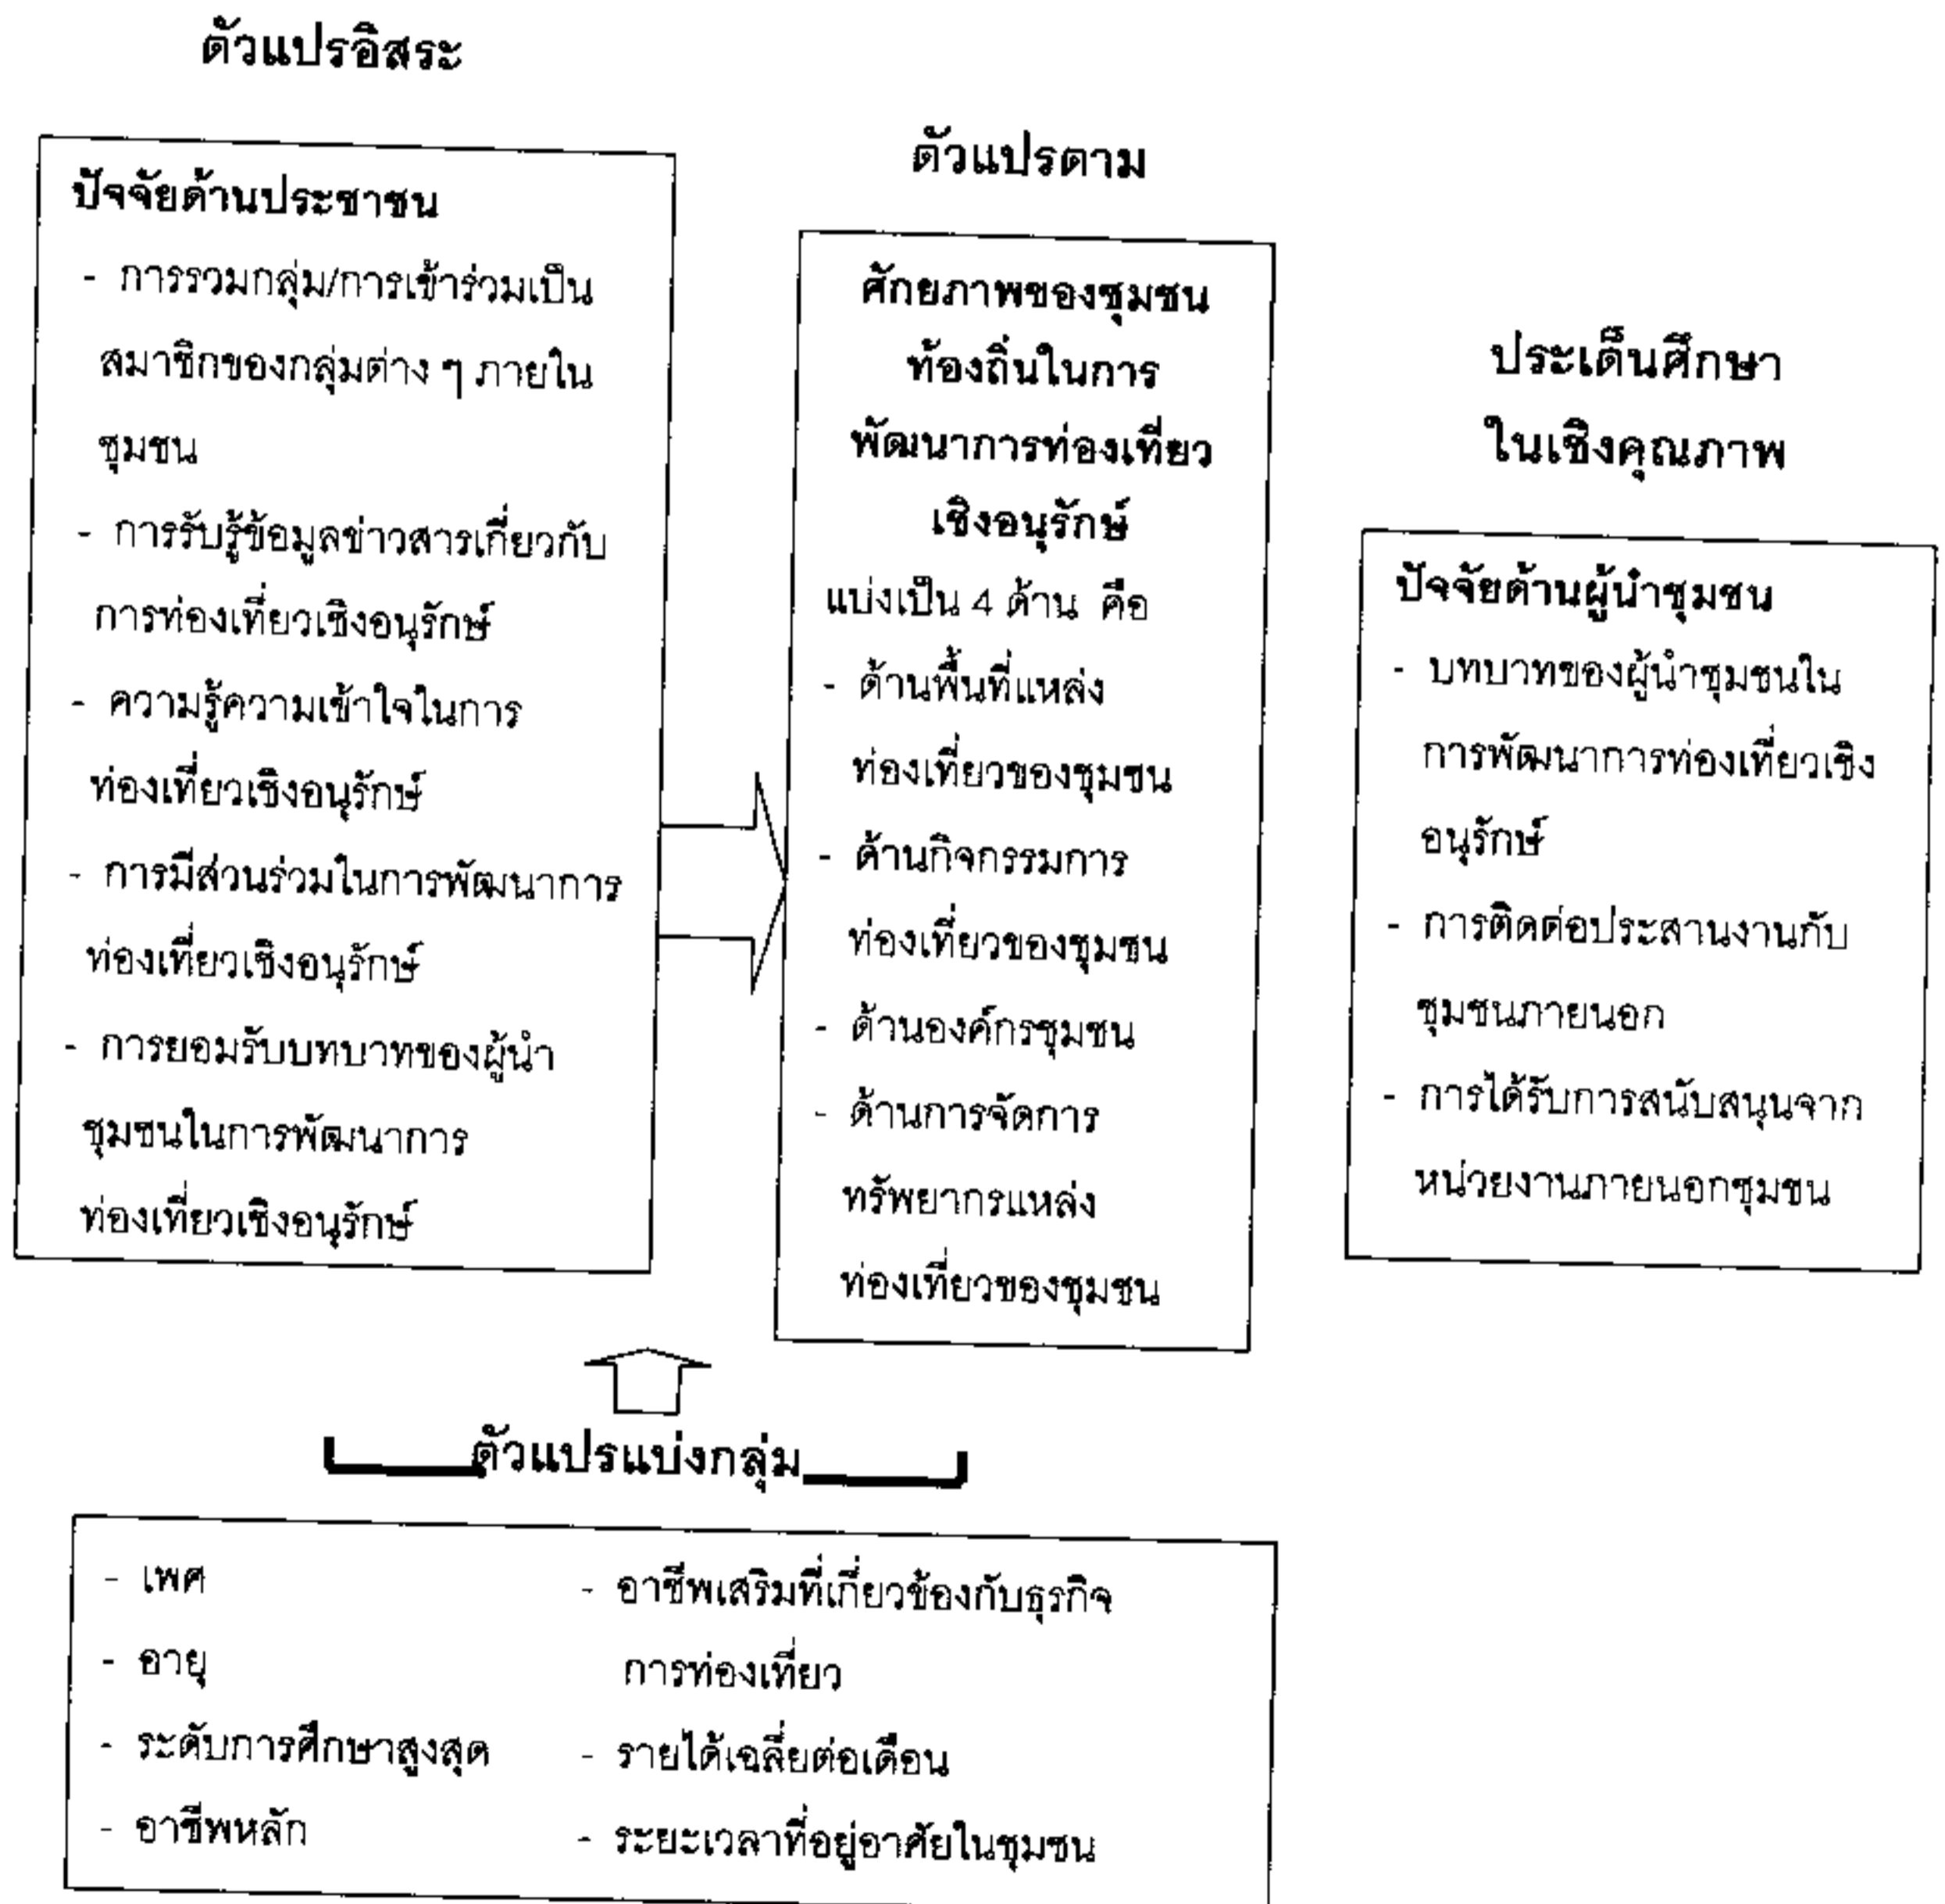 ตัวแปรอิสระ
ปัจจัยด้านประชาชน
- การรวมกลุ่ม/การเข้าร่วมเป็น
สมาชิกของกลุ่มต่าง ๆ ภายใน
ชุมชน
- การรับรู้ข้อมูลข่าวสารเกี่ยวกับ
การท่องเที่ยวเชิงอนุรักษ์
- ความรู้ความเข้าใจในการ
ท่องเที่ยวเชิงอนุรักษ์
- การมีส่วนร่วมในการพัฒนาการ
ท่องเที่ยวเชิงอนุรักษ์
- การยอมรับบทบาทของผู้นำ
ชุมชนในการพัฒนาการ
ท่องเที่ยวเชิงอนุรักษ์
ตัวแปรตาม
ศักยภาพของชุมชน
ท้องถิ่นในการ
พัฒนาการท่องเที่ยว
เชิงอนุรักษ์
แบ่งเป็น 4 ด้าน คือ
- ด้านพื้นที่แหล่ง
ท่องเที่ยวของชุมชน
- ด้านกิจกรรมการ
ท่องเที่ยวของชุมชน
- ด้านองค์กรชุมชน
- ด้านการจัดการ
ทรัพยากรแหล่ง
ท่องเที่ยวของชุมชน
ประเด็นศึกษา
ในเชิงคุณภาพ
ปัจจัยด้านผู้นำชุมชน
- บทบาทของผู้นำชุมชนใน
การพัฒนาการท่องเที่ยวเชิง
อนุรักษ์
- การติดต่อประสานงานกับ
ชุมชนภายนอก
- การได้รับการสนับสนุนจาก
หน่วยงานภายนอกชุมชน
ตัวแปรแบ่งกลุ่ม
- เพศ
- อายุ
- ระดับการศึกษาสูงสุด
- อาชีพหลัก
- อาชีพเสริมที่เกี่ยวข้องกับธุรกิจ
การท่องเที่ยว
- รายได้เฉลี่ยต่อเดือน
- ระยะเวลาที่อยู่อาศัยในชุมชน